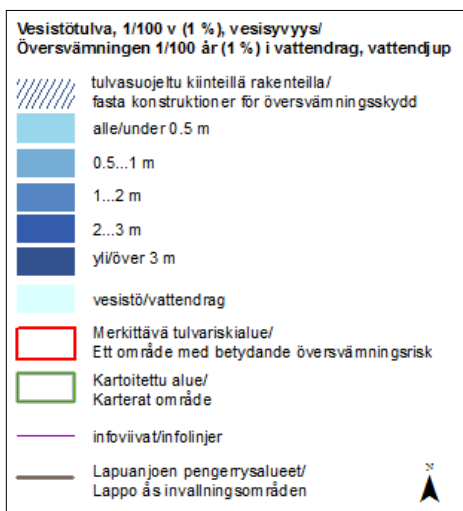 Vesistötulva, 1/100 v (1 %), vesisyvyys/
Översvämningen 1/100 år (1 %) i vattendrag, vattendjup
tulvasuojeltu kiinteillä rakenteilla/
fasta konstruktioner för översvämningsskydd
alle/under 0.5 m
0.5...1 m
1...2 m
2...3 m
yli/över 3 m
vesistö/vattendrag
Merkittävä tulvariskialue/
Ett område med betydande översvämningsrisk
Kartoitettu alue/
Karterat område
infoviivat/infolinjer
Lapuanjoen pengerrysalueet/
Lappo ås invallningsområden
N